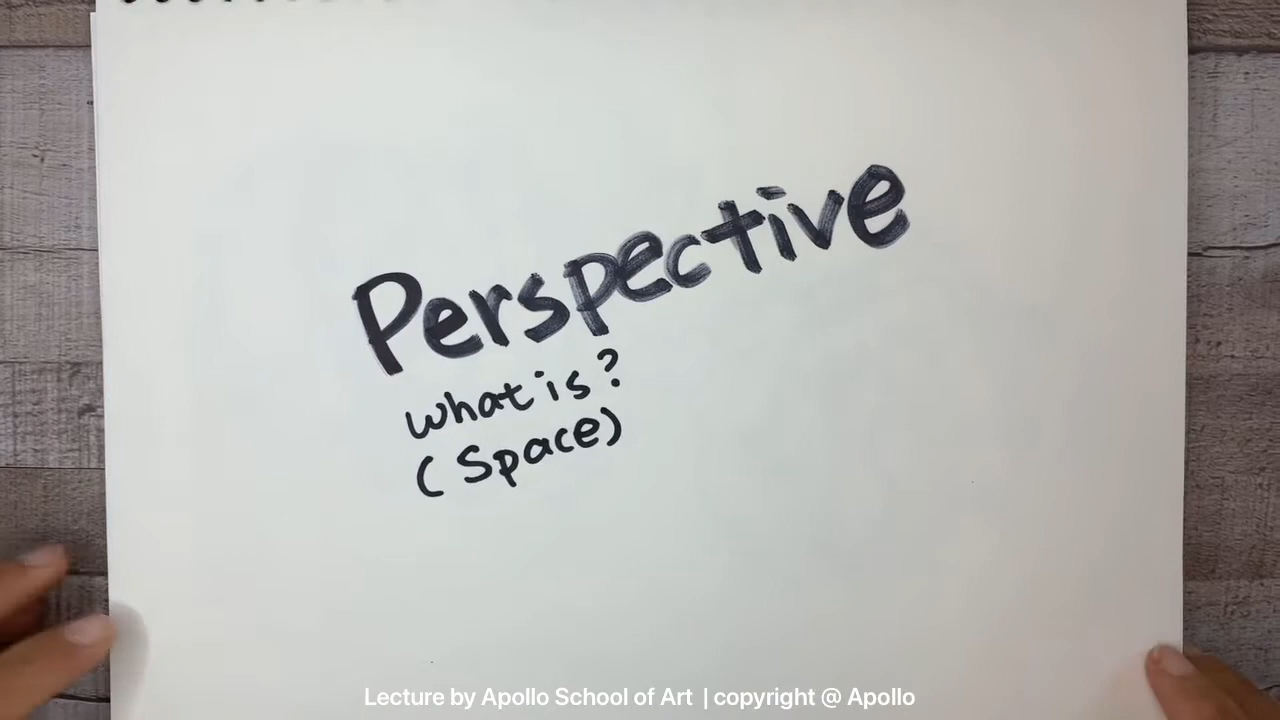 Perspective
what is?
(Space)
Lecture by Apollo School of Art | copyright @ Apollo